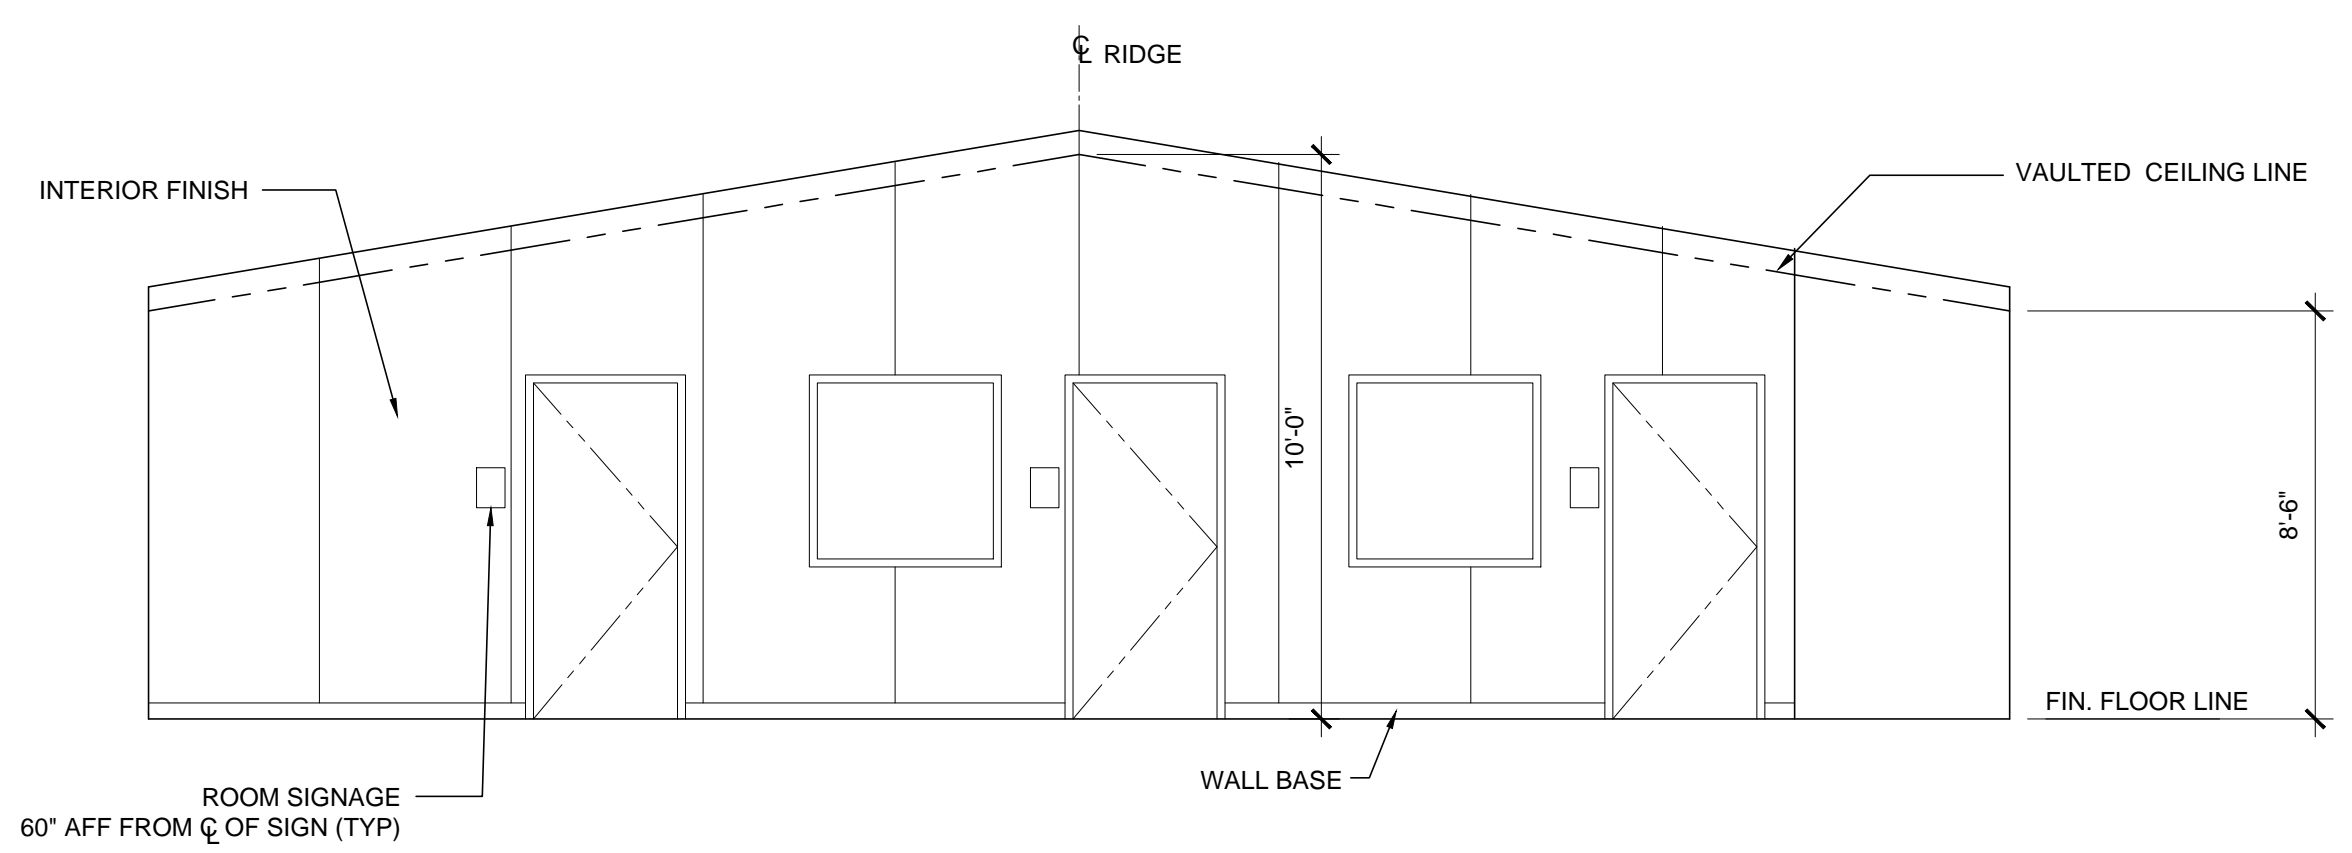 ℄ RIDGE
INTERIOR FINISH
VAULTED CEILING LINE
10'-0"
8'-6"
FIN. FLOOR LINE
WALL BASE
ROOM SIGNAGE
60" AFF FROM ℄ OF SIGN (TYP)